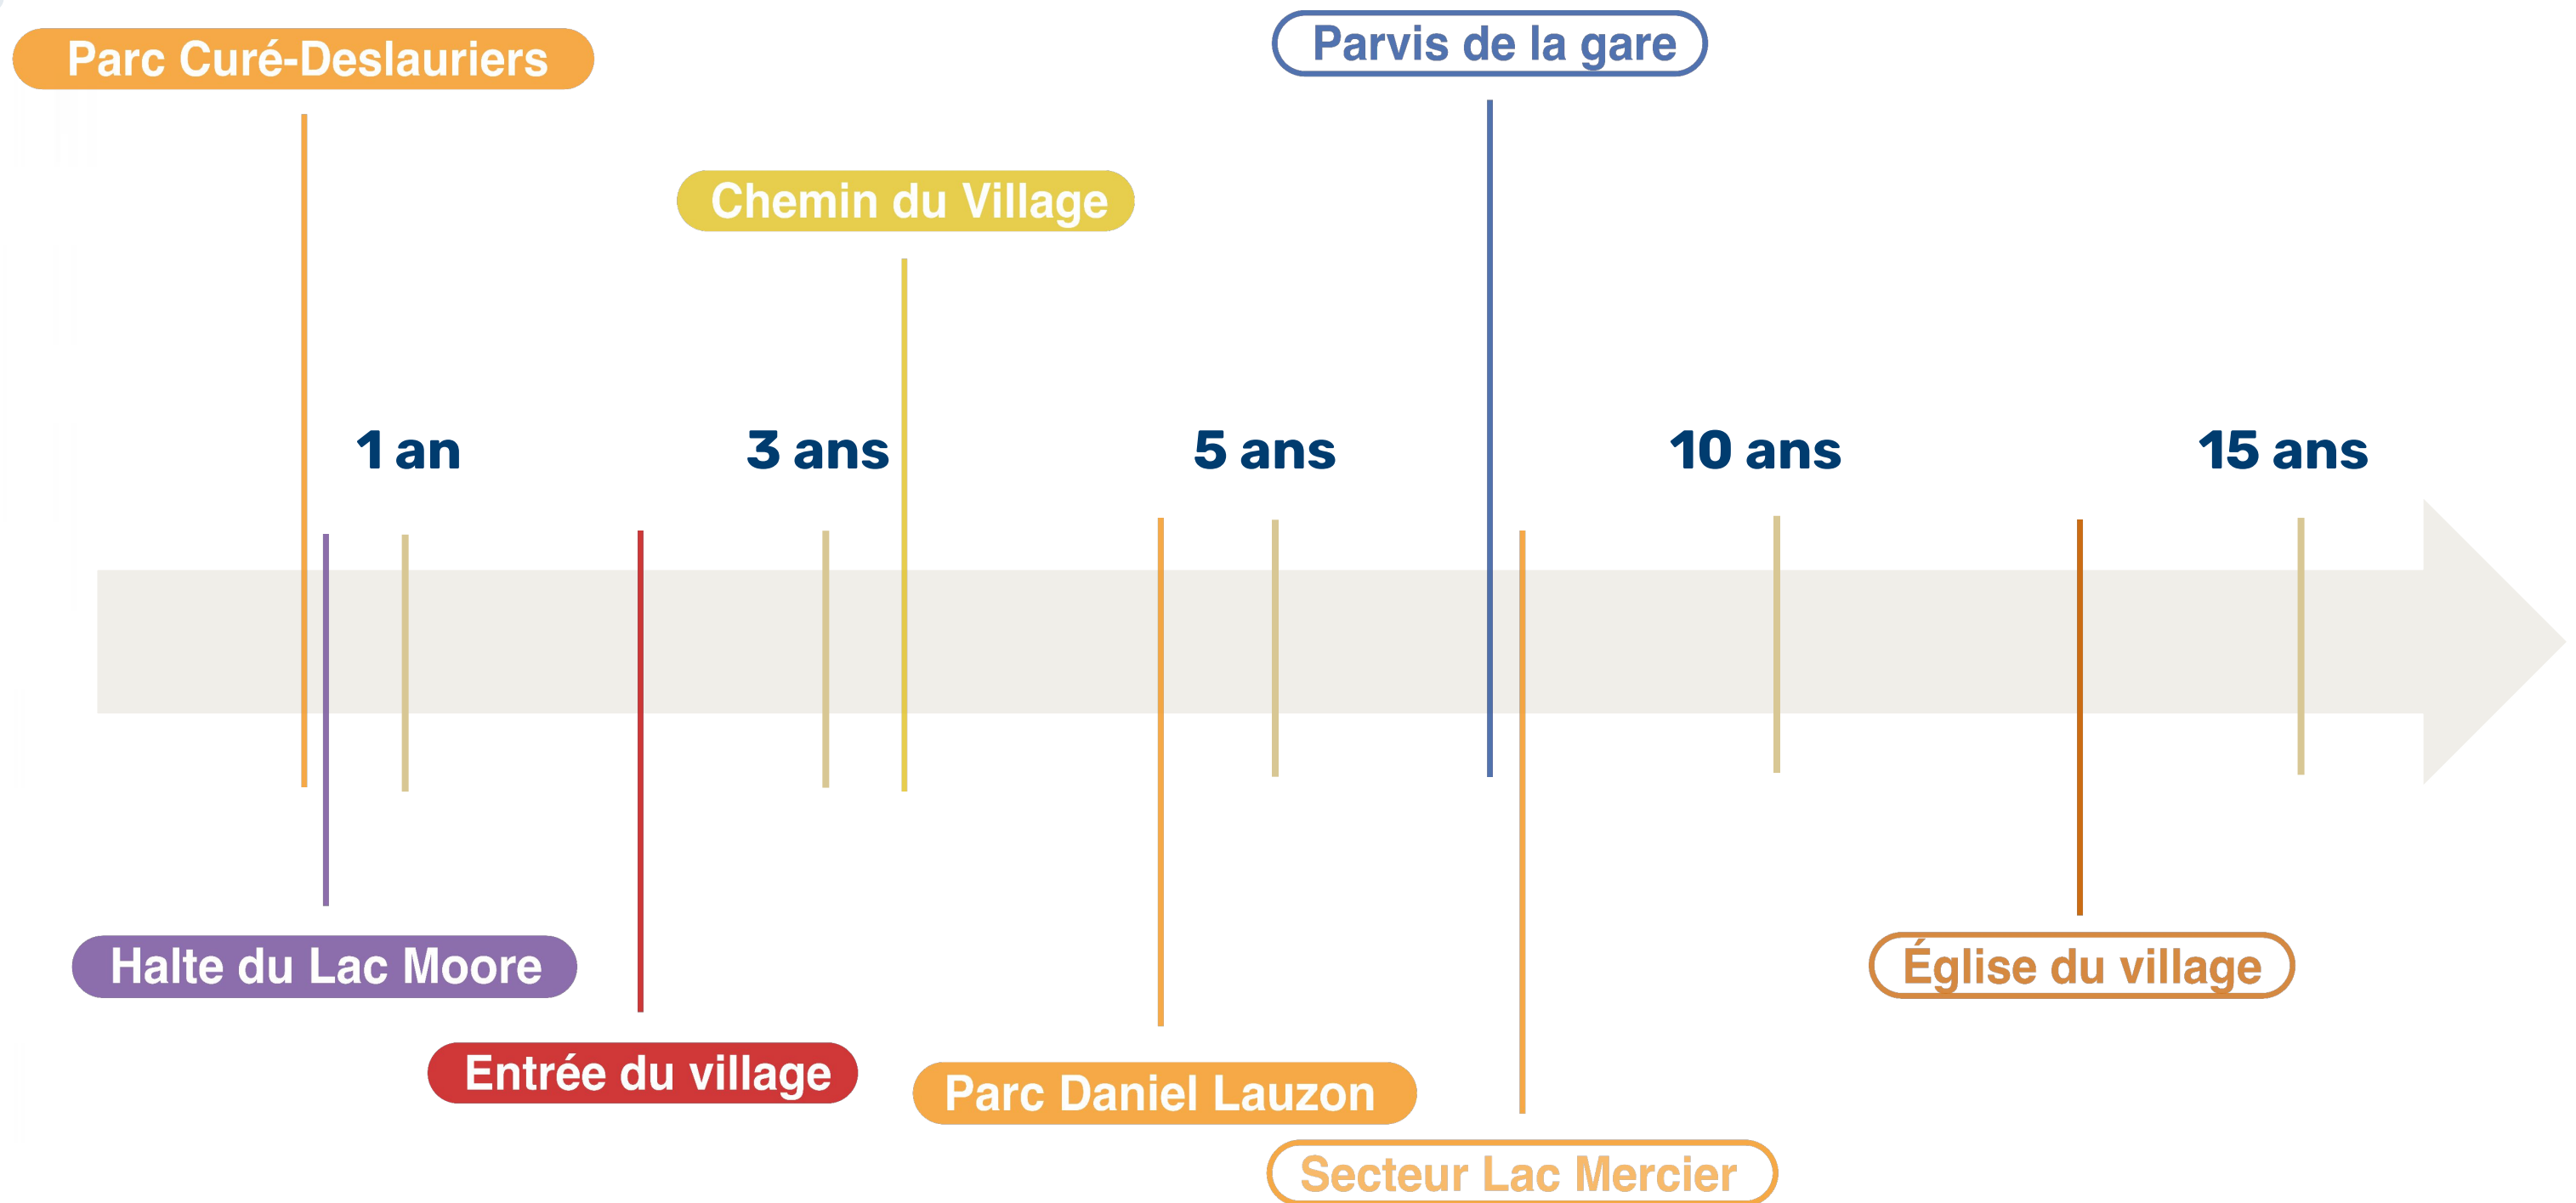 Parc Curé-Deslauriers
Parvis de la gare
Chemin du Village
1 an
3 ans
5 ans
10 ans
15 ans
Halte du Lac Moore
Église du village
Entrée du village
Parc Daniel Lauzon
Secteur Lac Mercier